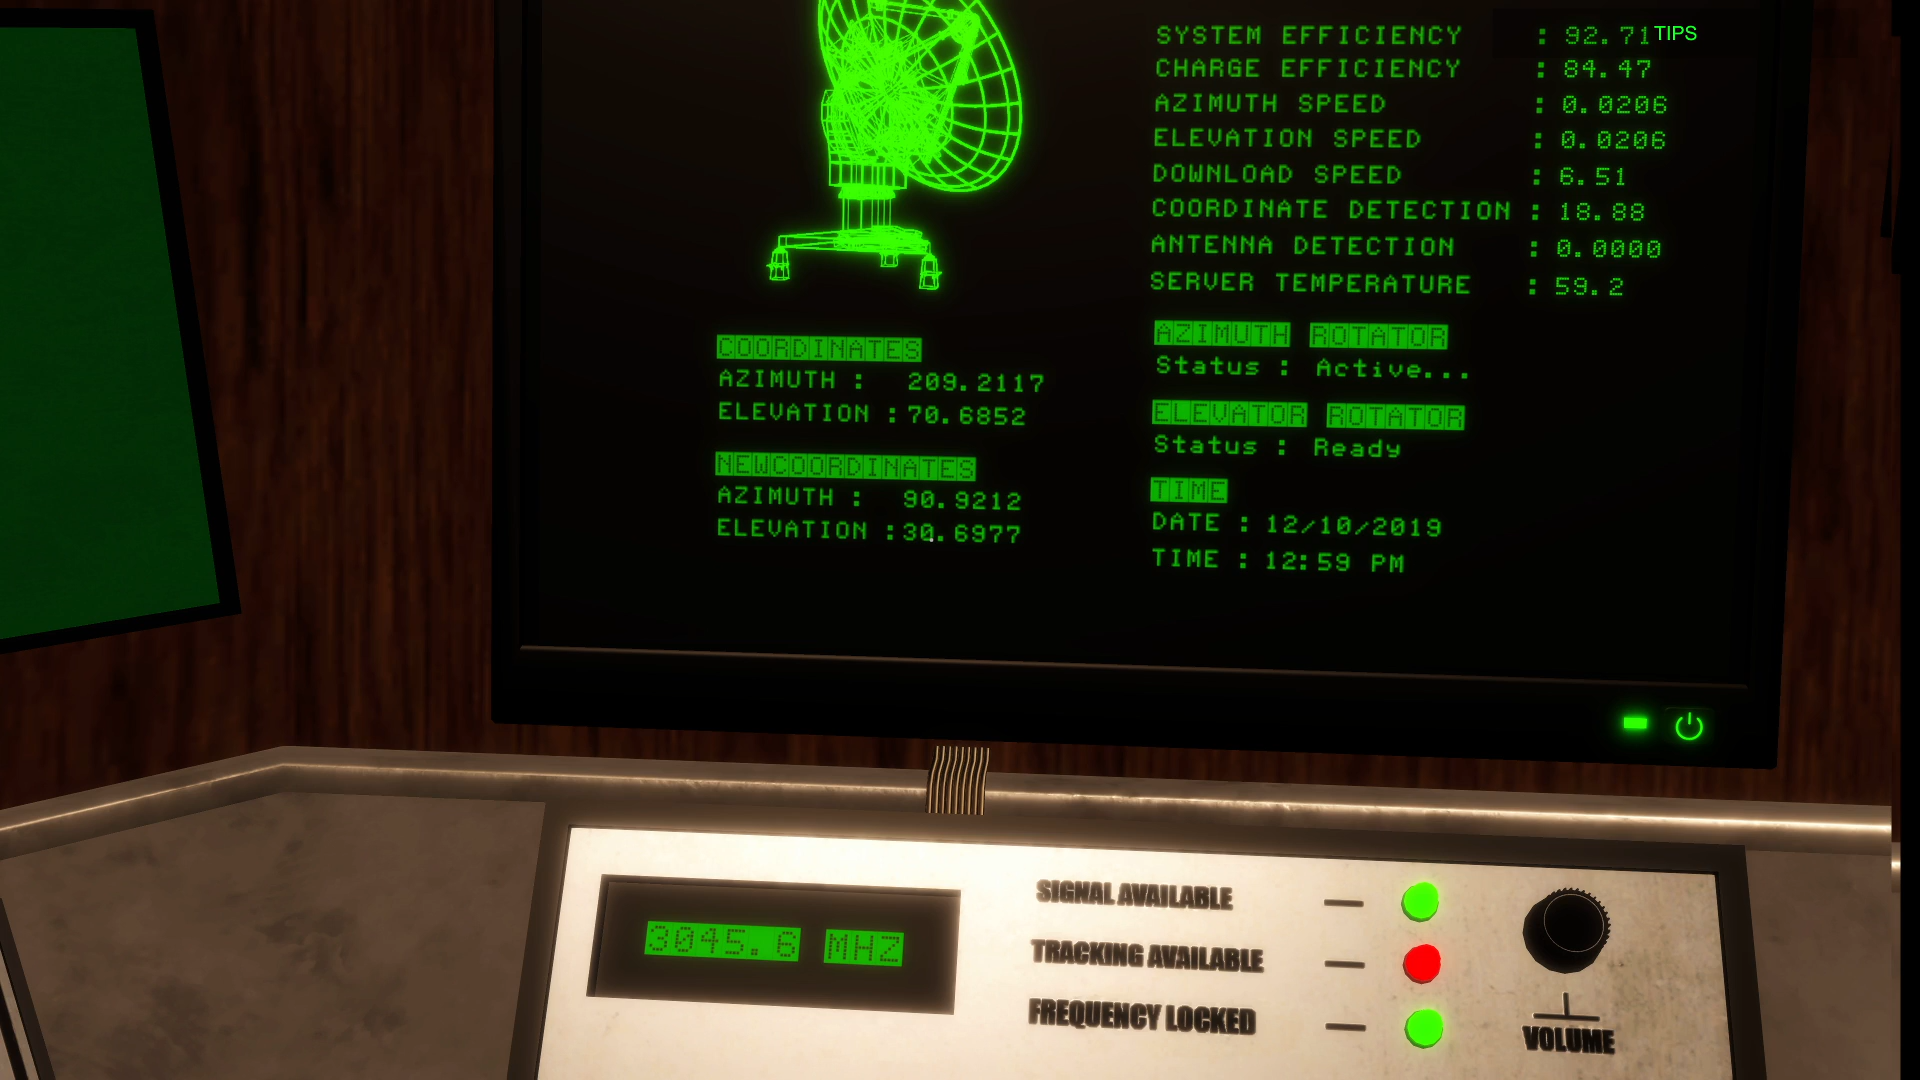 SYSTEM EFFICIENCY : 92.71
TIPS
CHARGE EFFICIENCY : 84.47
AZIMUTH SPEED : 0.0206
ELEVATION SPEED : 0.0206
DOWNLOAD SPEED : 6.51
COORDINATE DETECTION : 18.88
ANTENNA DETECTION : 0.0000
SERVER TEMPERATURE : 59.2
COORDINATES
AZIMUTH : 209.2117
ELEVATION : 70.6852
NEWCOORDINATES
AZIMUTH : 90.9212
ELEVATION : 30.6977
AZIMUTH ROTATOR
Status : Active...
ELEVATOR ROTATOR
Status : Ready
TIME
DATE : 12/10/2019
TIME : 12:59 PM
3045.6 MHZ
SIGNAL AVAILABLE
TRACKING AVAILABLE
FREQUENCY LOCKED
VOLUME